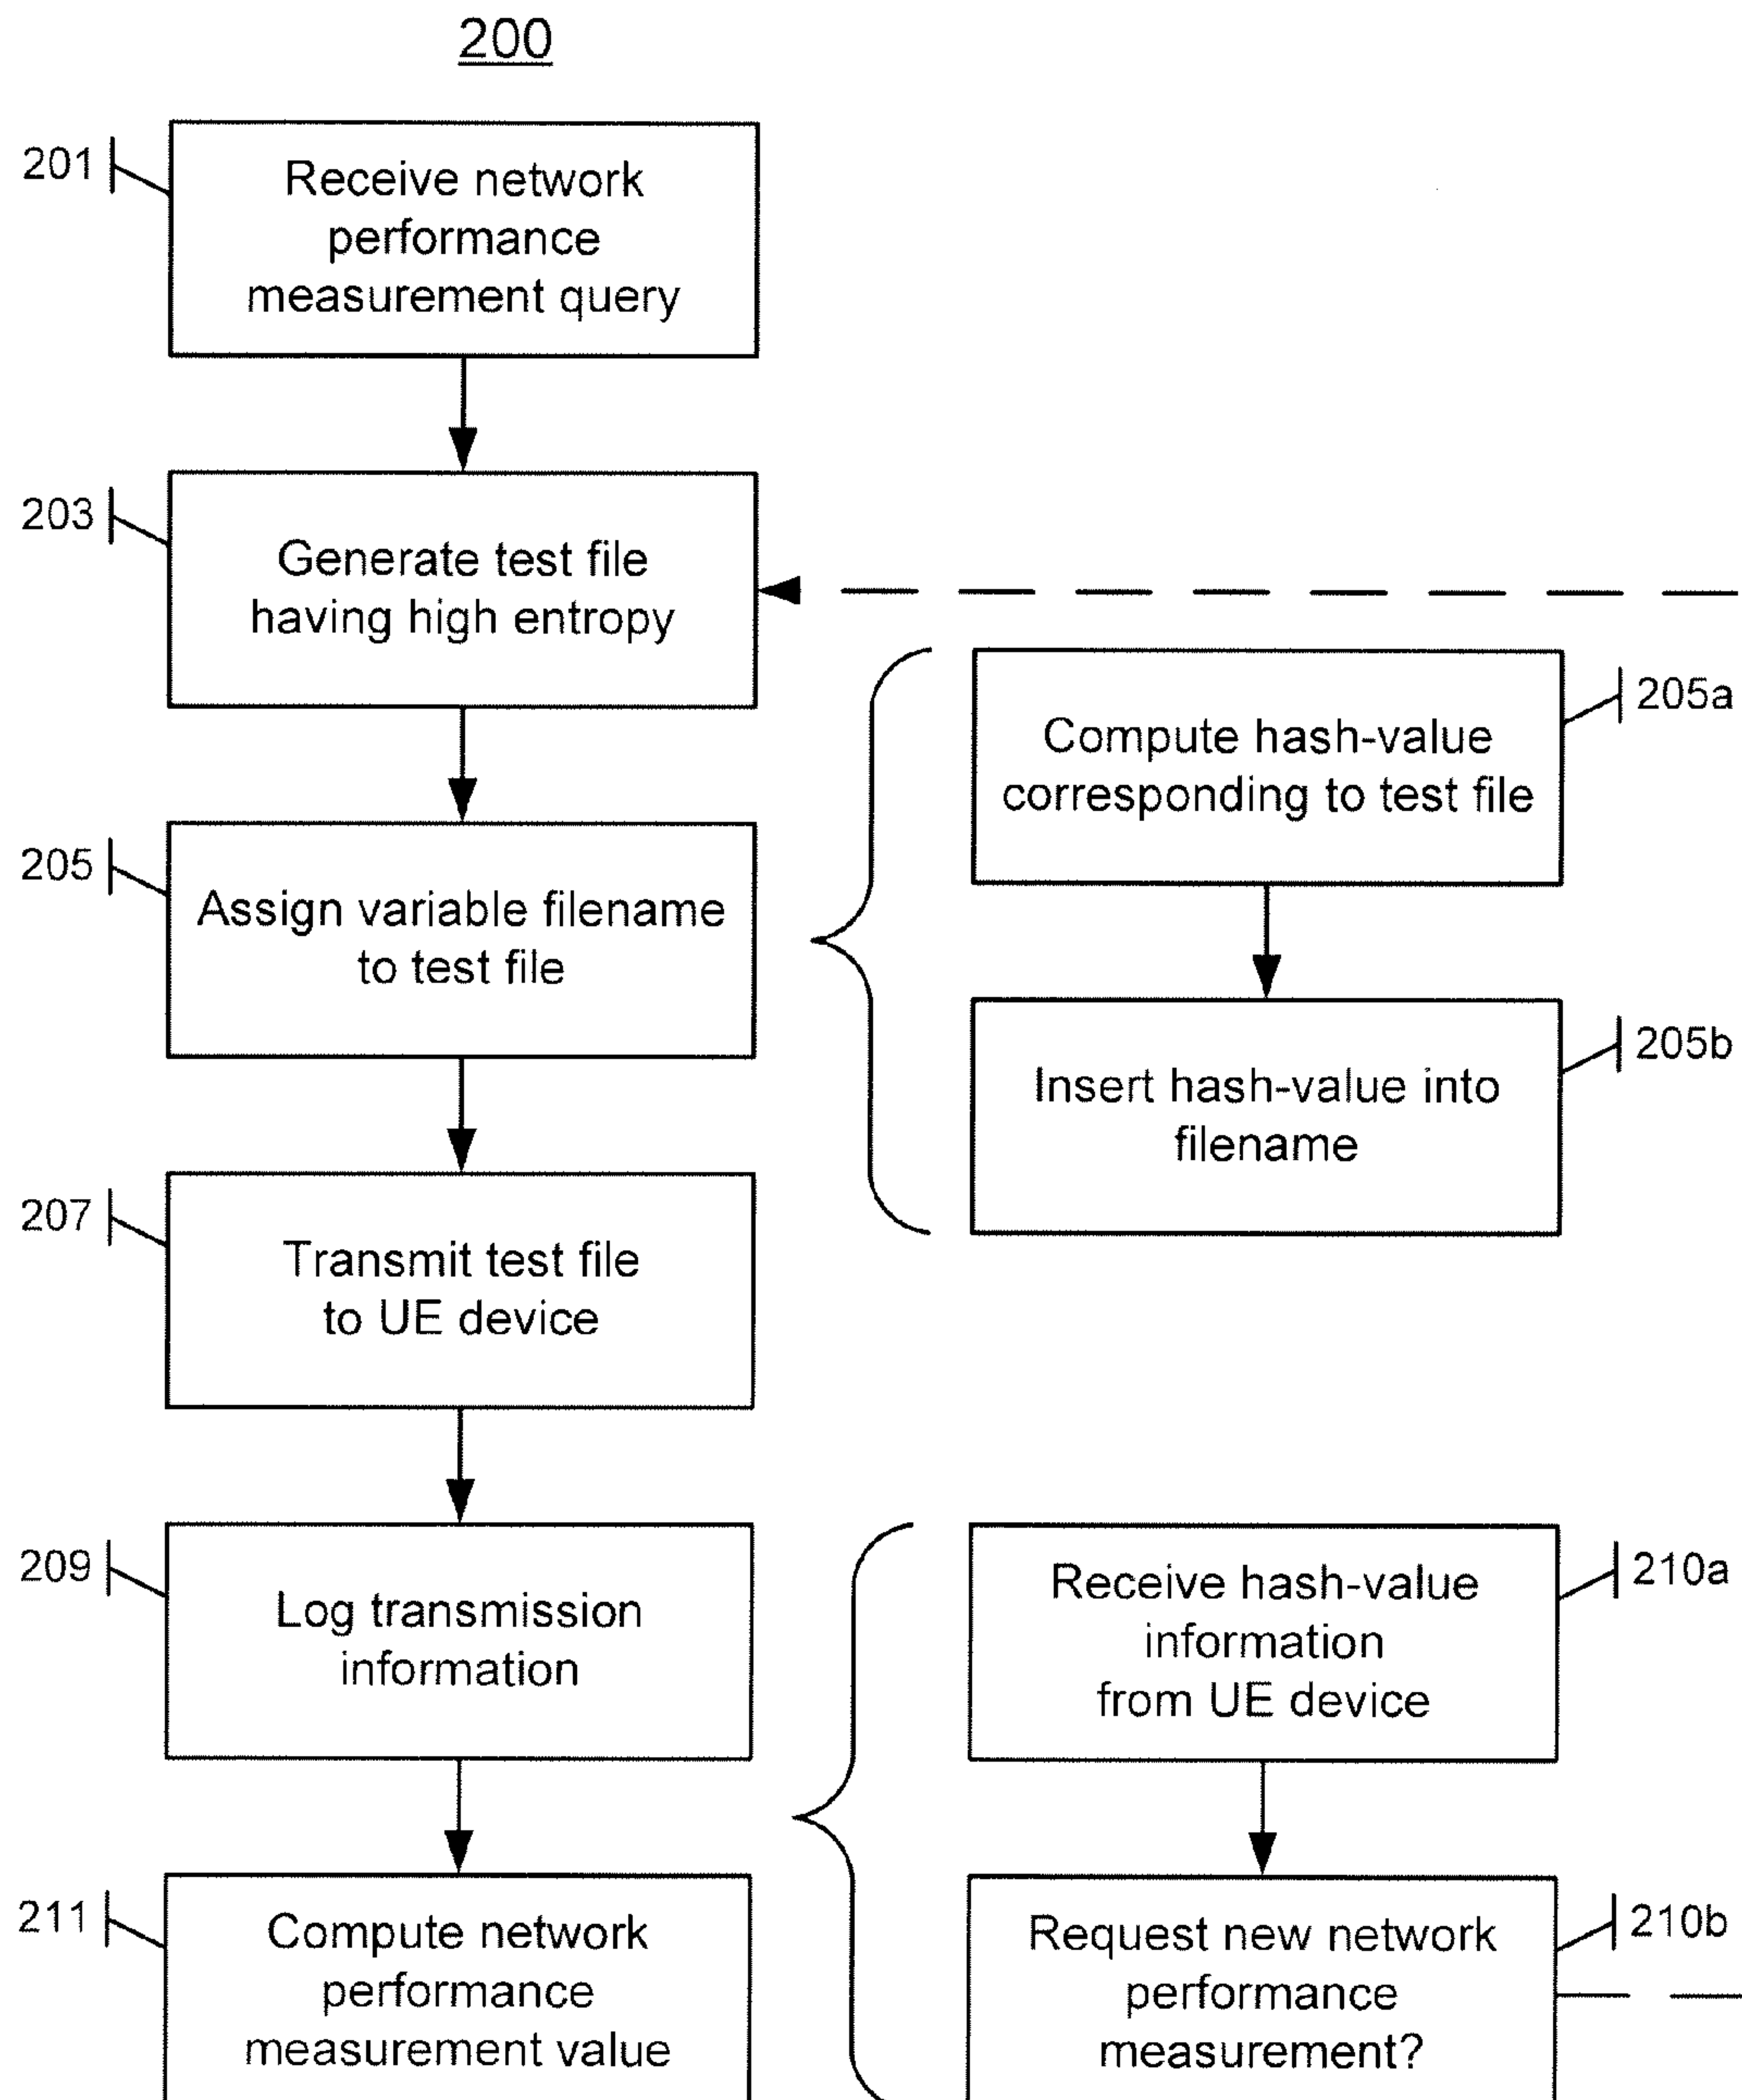 200
201
Receive network
performance
measurement query
203
Generate test file
having high entropy
205
Assign variable filename
to test file
205a
Compute hash-value
corresponding to test file
205b
Insert hash-value into
filename
207
Transmit test file
to UE device
209
Log transmission
information
210a
Receive hash-value
information
from UE device
211
Compute network
performance
measurement value
210b
Request new network
performance
measurement?